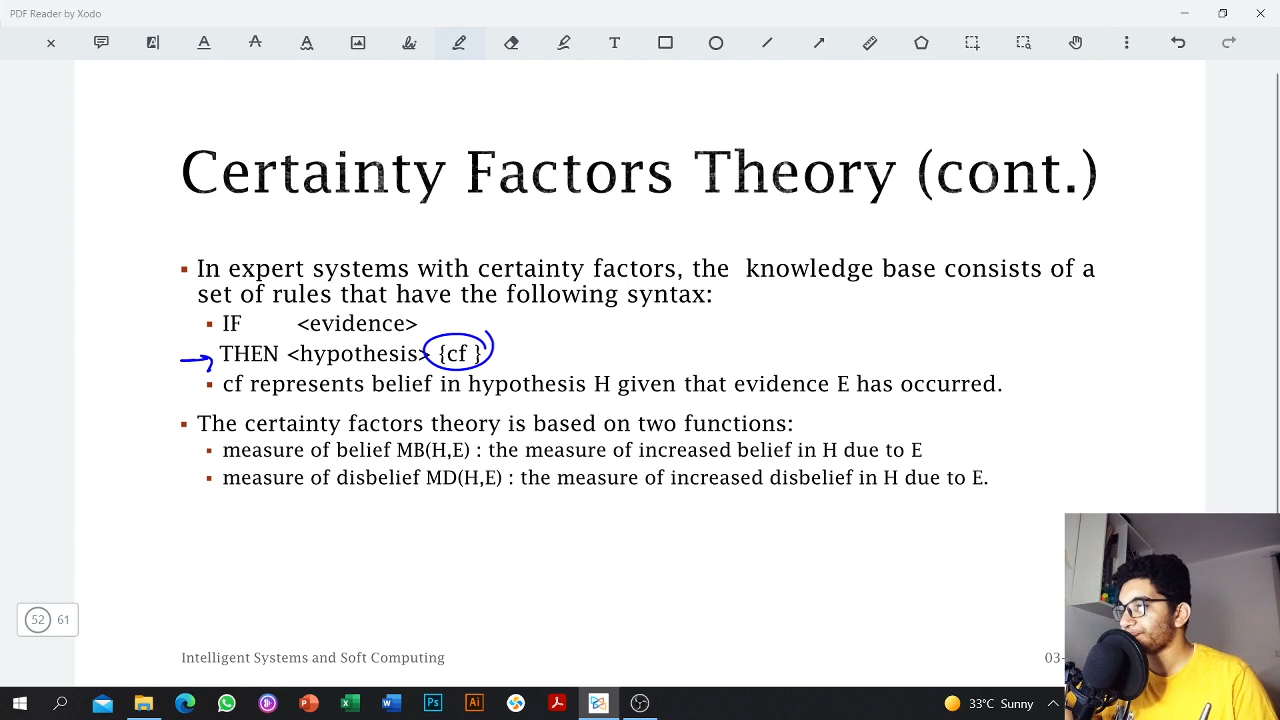 PDF Reader by Xodo
T
Certainty Factors Theory (cont.)
▪ In expert systems with certainty factors, the knowledge base consists of a
set of rules that have the following syntax:
▪ IF <evidence>
THEN <hypothesis> {cf }
▪ cf represents belief in hypothesis H given that evidence E has occurred.
▪ The certainty factors theory is based on two functions:
▪ measure of belief MB(H,E) : the measure of increased belief in H due to E
▪ measure of disbelief MD(H,E) : the measure of increased disbelief in H due to E.
52 61
Intelligent Systems and Soft Computing 03-
Ps Ai 33°C Sunny